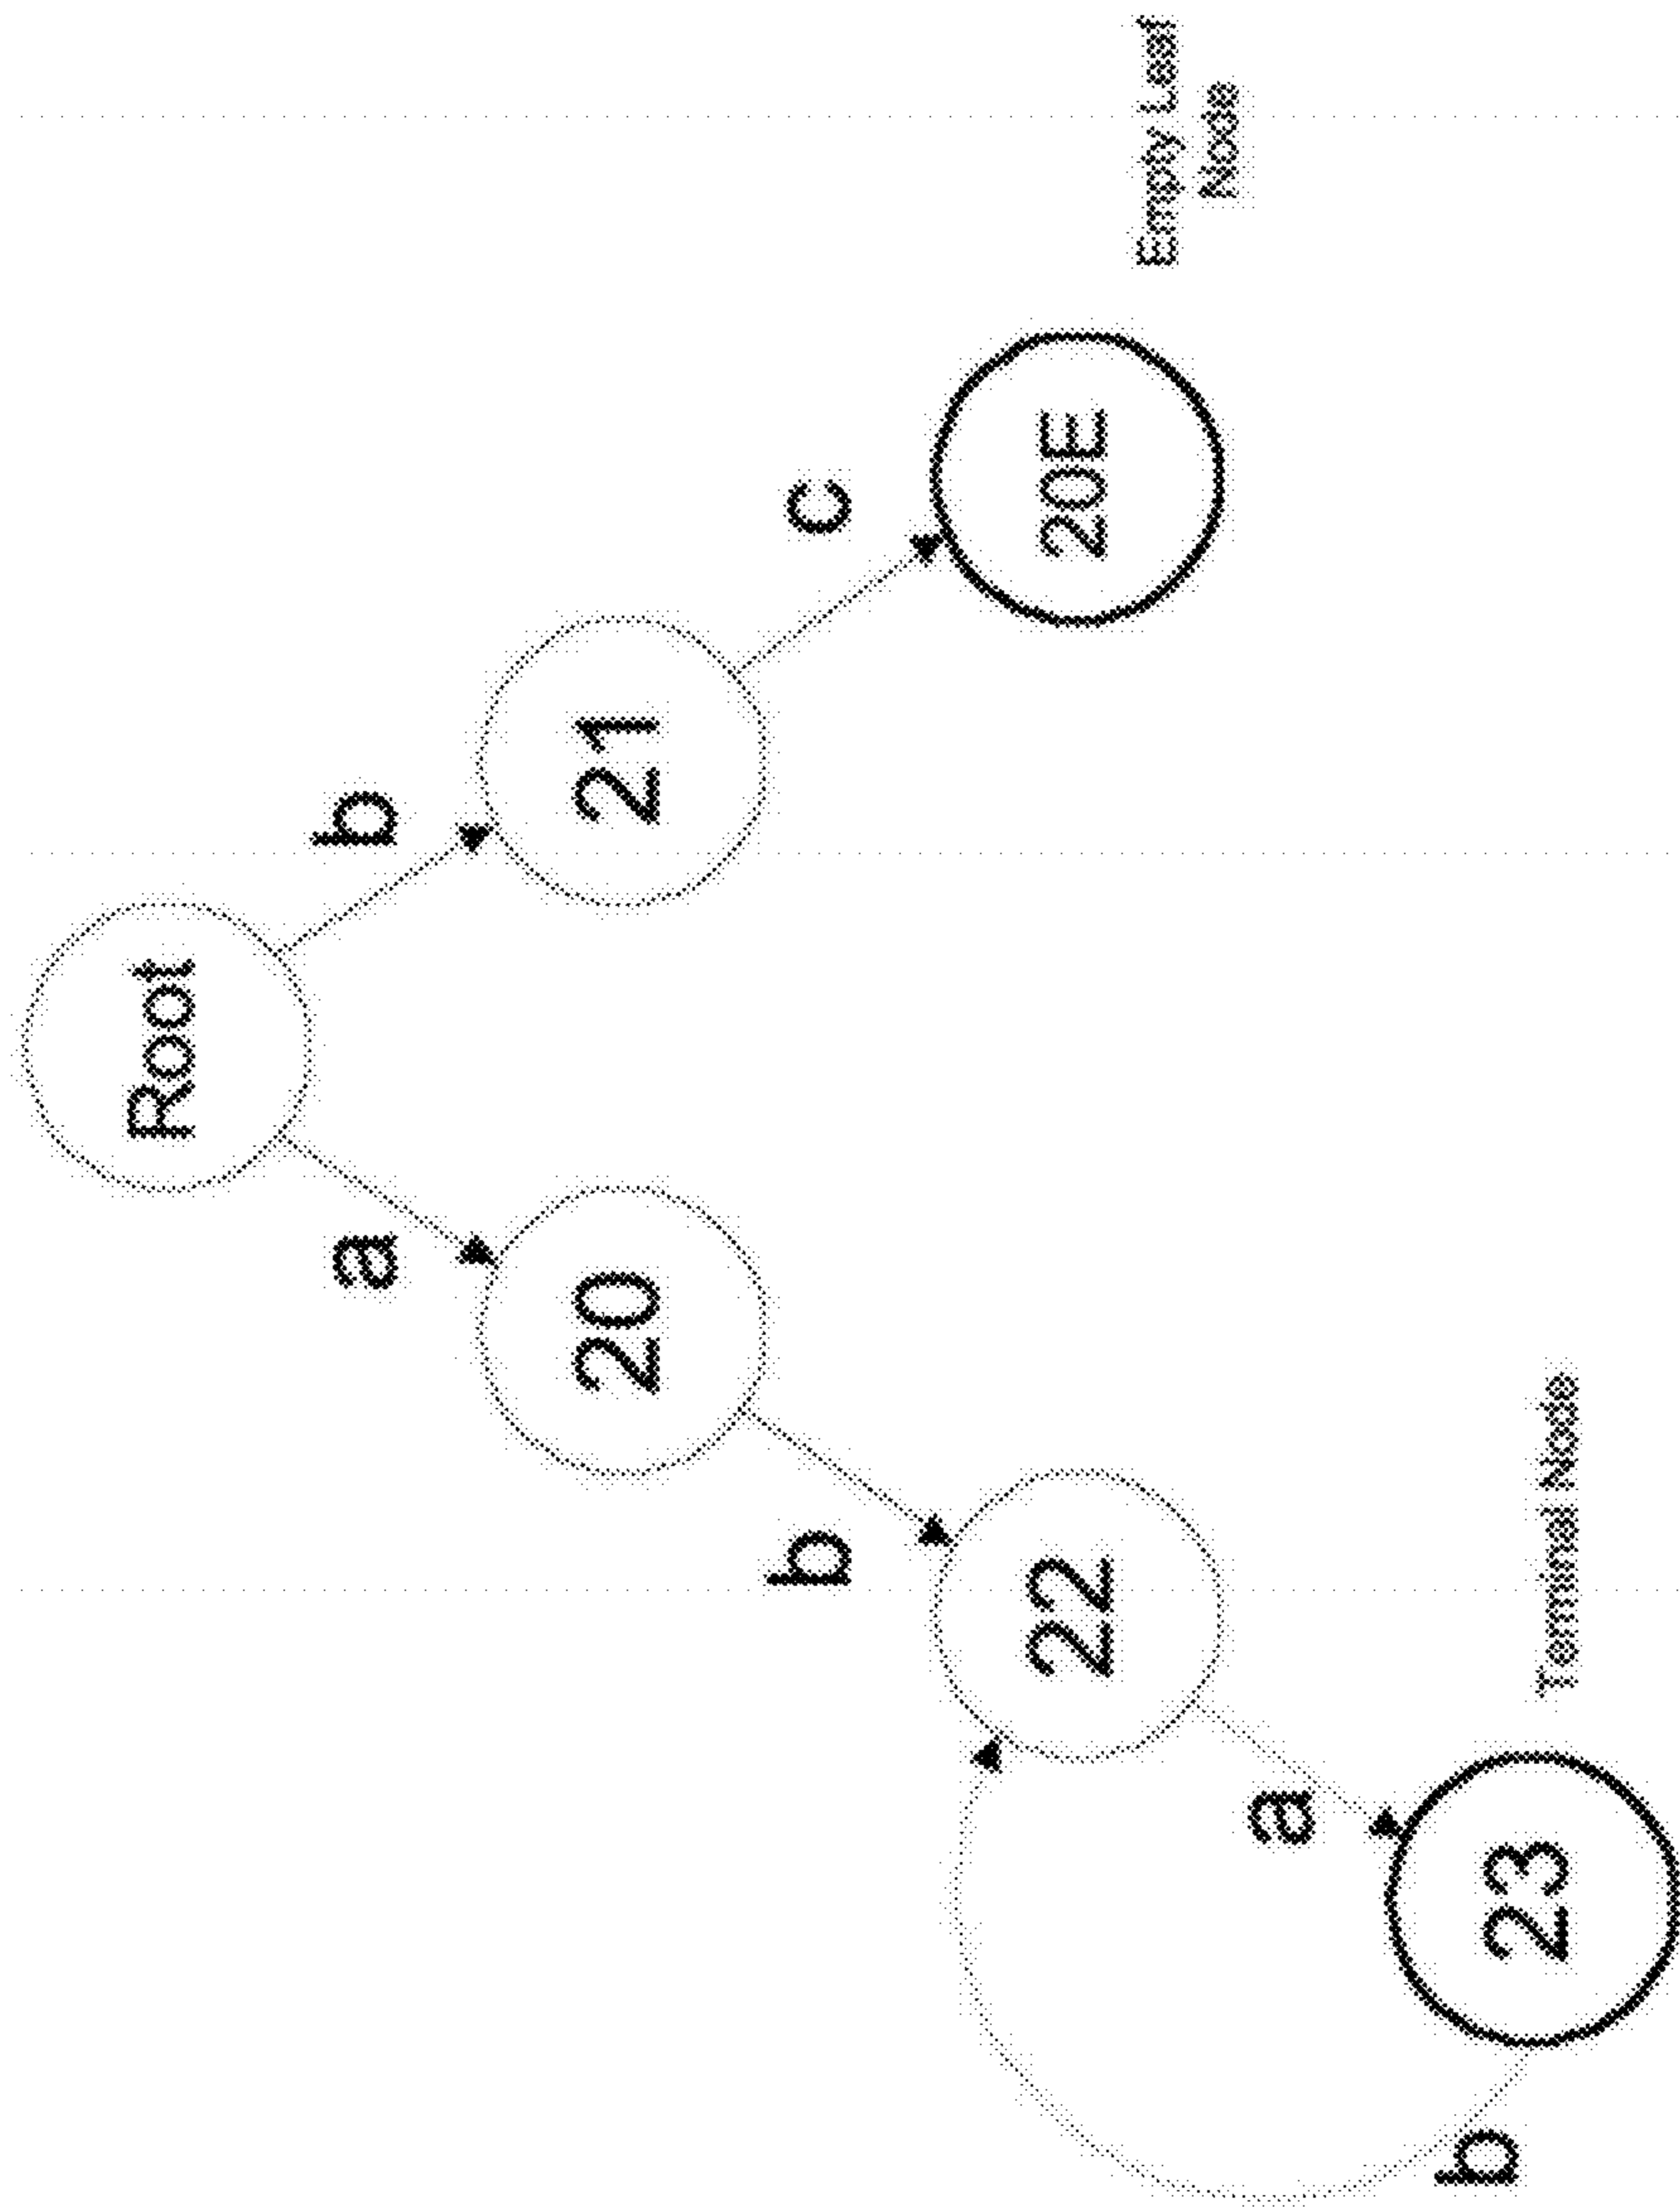 Root
a
b
20
21
b
c
22
20E
Empty Leaf
Node
a
23
Terminal Node
b